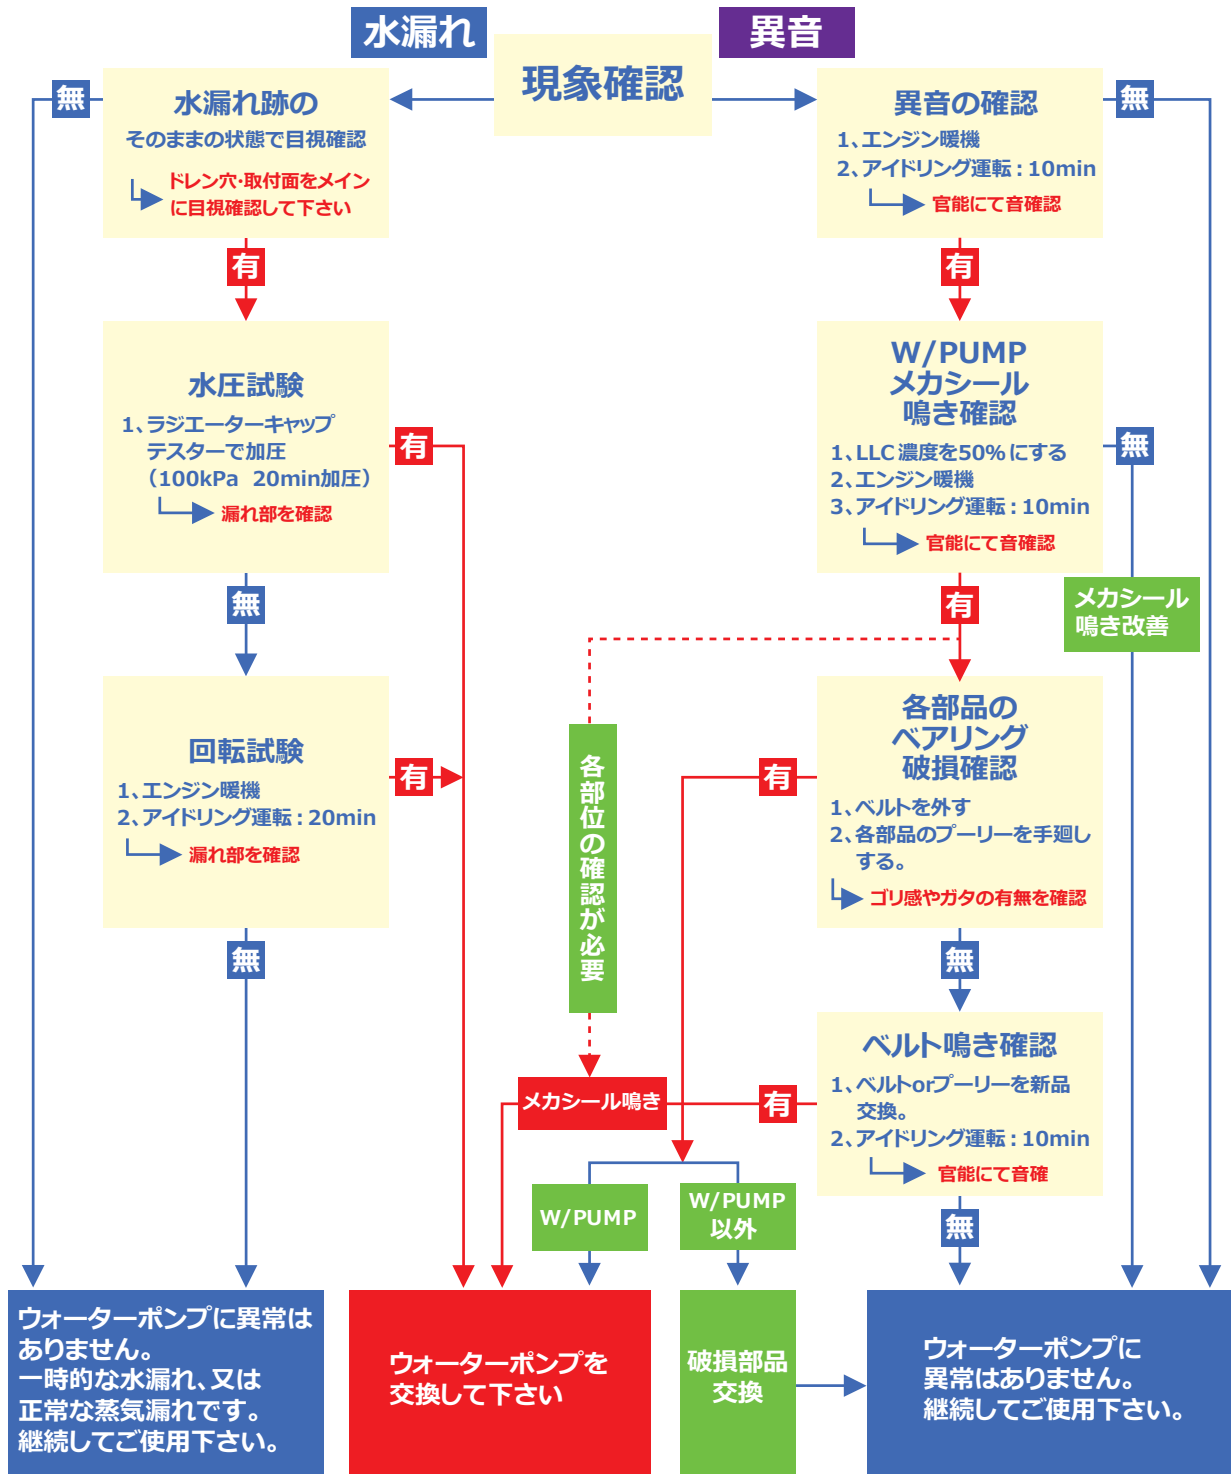 水漏れ
異音
現象確認
無
水漏れ跡の
そのままの状態で目視確認
ドレン穴・取付面をメイン
に目視確認して下さい
有
水圧試験
1、ラジエーターキャップ
テスターで加圧
（100kPa 20min加圧）
漏れ部を確認
有
無
回転試験
1、エンジン暖機
2、アイドリング運転：20min
漏れ部を確認
有
無
異音の確認
1、エンジン暖機
2、アイドリング運転：10min
官能にて音確認
無
有
W/PUMP
メカシール
鳴き確認
1、LLC 濃度を50% にする
2、エンジン暖機
3、アイドリング運転：10min
官能にて音確認
無
有
メカシール
鳴き改善
各部品の
ベアリング
破損確認
1、ベルトを外す
2、各部品のプーリーを手廻し
する。
ゴリ感やガタの有無を確認
有
無
各部位の確認が必要
ベルト鳴き確認
1、ベルトorプーリーを新品
交換。
2、アイドリング運転：10min
官能にて音確
有
メカシール鳴き
無
W/PUMP
W/PUMP
以外
ウォーターポンプに異常は
ありません。
一時的な水漏れ、又は
正常な蒸気漏れです。
継続してご使用下さい。
ウォーターポンプを
交換して下さい
破損部品
交換
ウォーターポンプに
異常はありません。
継続してご使用下さい。